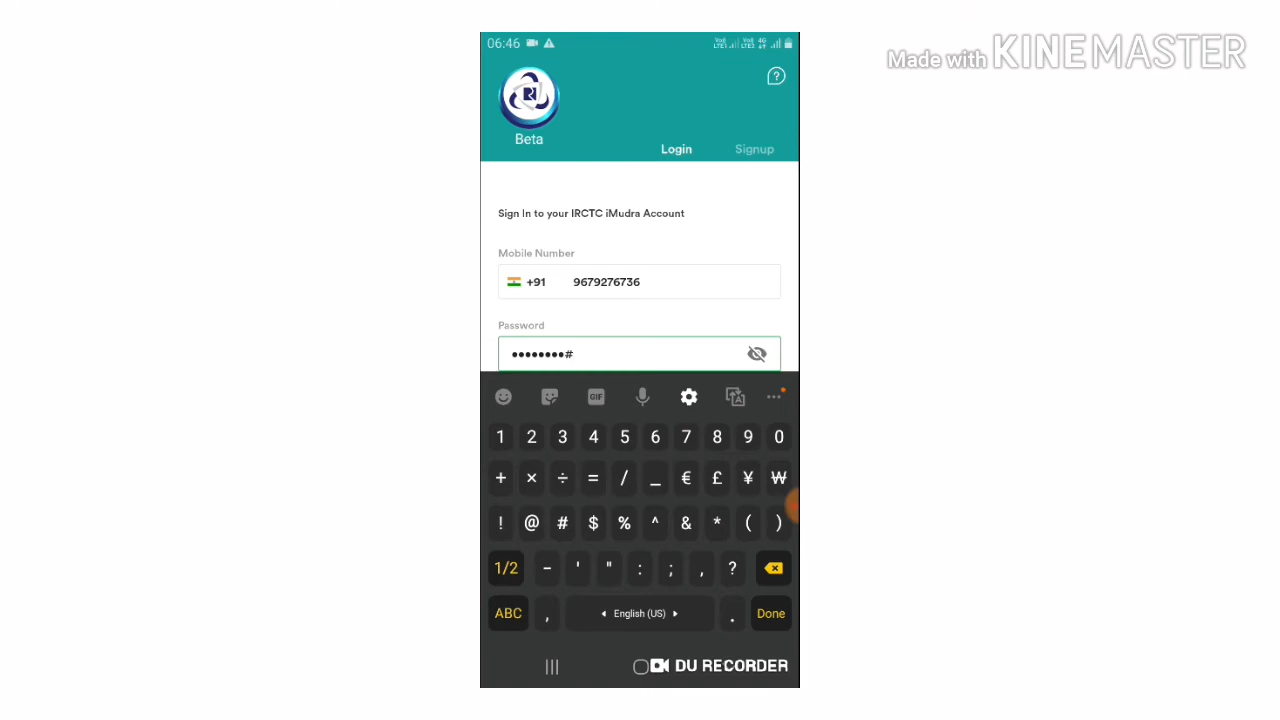 06:46
Made with KINEMASTER
Beta
Login Signup
Sign In to your IRCTC iMudra Account
Mobile Number
+91 9679276736
Password
••••••••#
GIF
1 2 3 4 5 6 7 8 9 0
+ × ÷ = / _ € £ ¥ ₩
! @ # $ % ^ & * ( )
1/2 - ' " : ; , ?
ABC , English (US) . Done
DU RECORDER